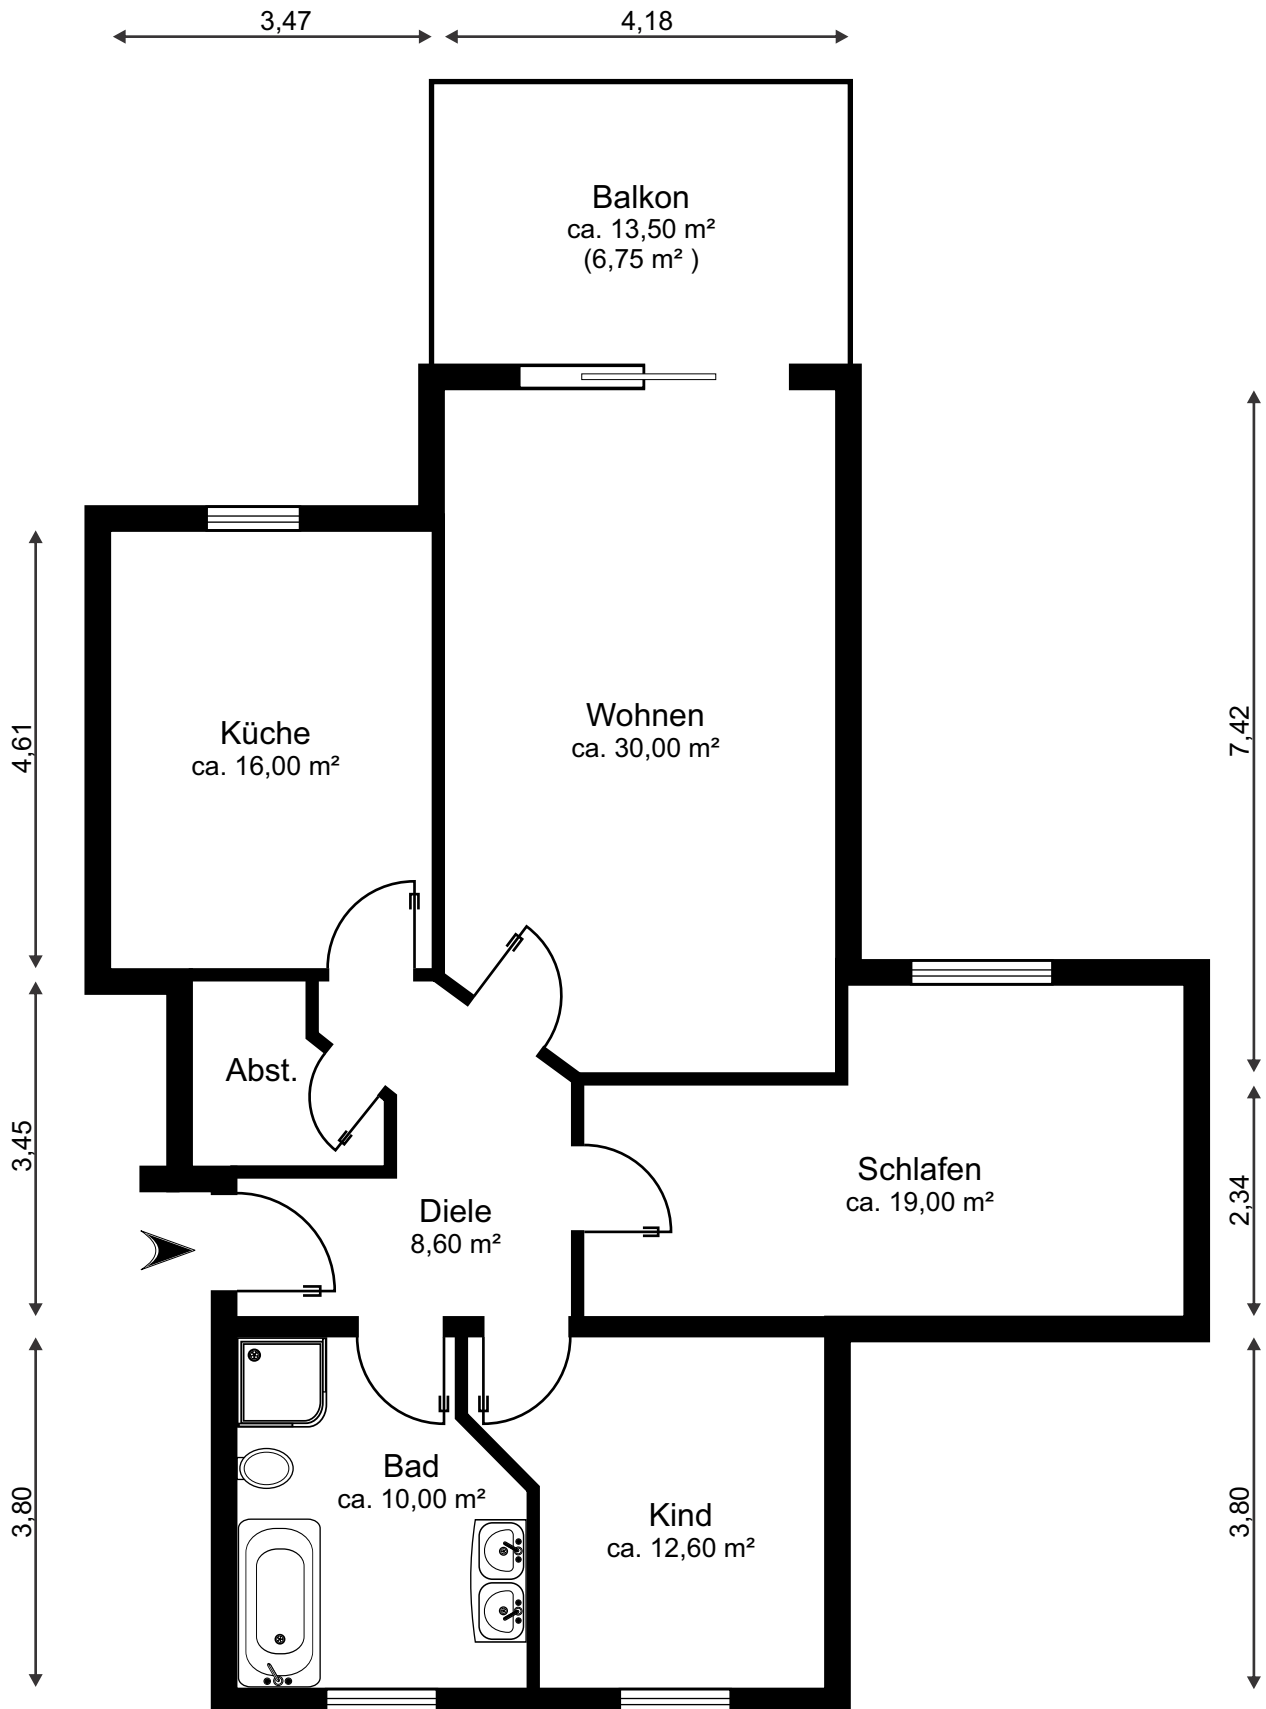 3,47
4,18
Balkon
ca. 13,50 m²
(6,75 m² )
Küche
ca. 16,00 m²
Wohnen
ca. 30,00 m²
4,61
7,42
Abst.
3,45
Diele
8,60 m²
Schlafen
ca. 19,00 m²
2,34
Bad
ca. 10,00 m²
Kind
ca. 12,60 m²
3,80
3,80